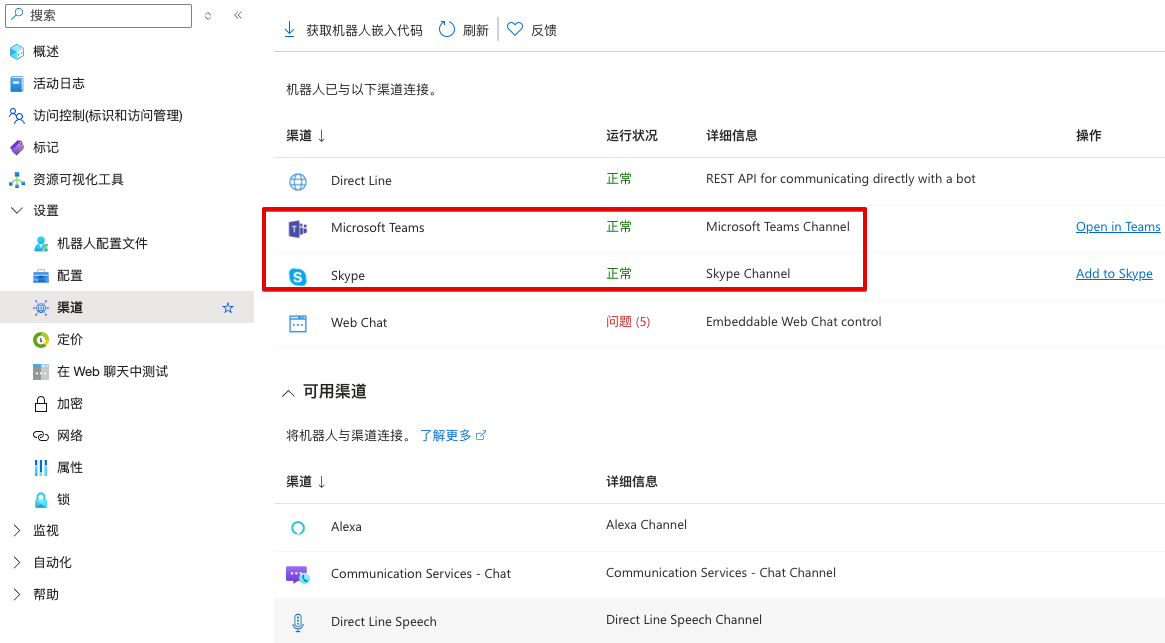 搜索
概述
活动日志
访问控制(标识和访问管理)
标记
资源可视化工具
设置
机器人配置文件
配置
渠道
定价
在 Web 聊天中测试
加密
网络
属性
锁
监视
自动化
帮助
获取机器人嵌入代码 刷新 反馈
机器人已与以下渠道连接。
渠道 ↓ 运行状况 详细信息 操作
Direct Line 正常 REST API for communicating directly with a bot
Microsoft Teams 正常 Microsoft Teams Channel Open in Teams
Skype 正常 Skype Channel Add to Skype
Web Chat 问题 (5) Embeddable Web Chat control
可用渠道
将机器人与渠道连接。 了解更多
渠道 ↓ 详细信息
Alexa Alexa Channel
Communication Services - Chat Communication Services - Chat Channel
Direct Line Speech Direct Line Speech Channel